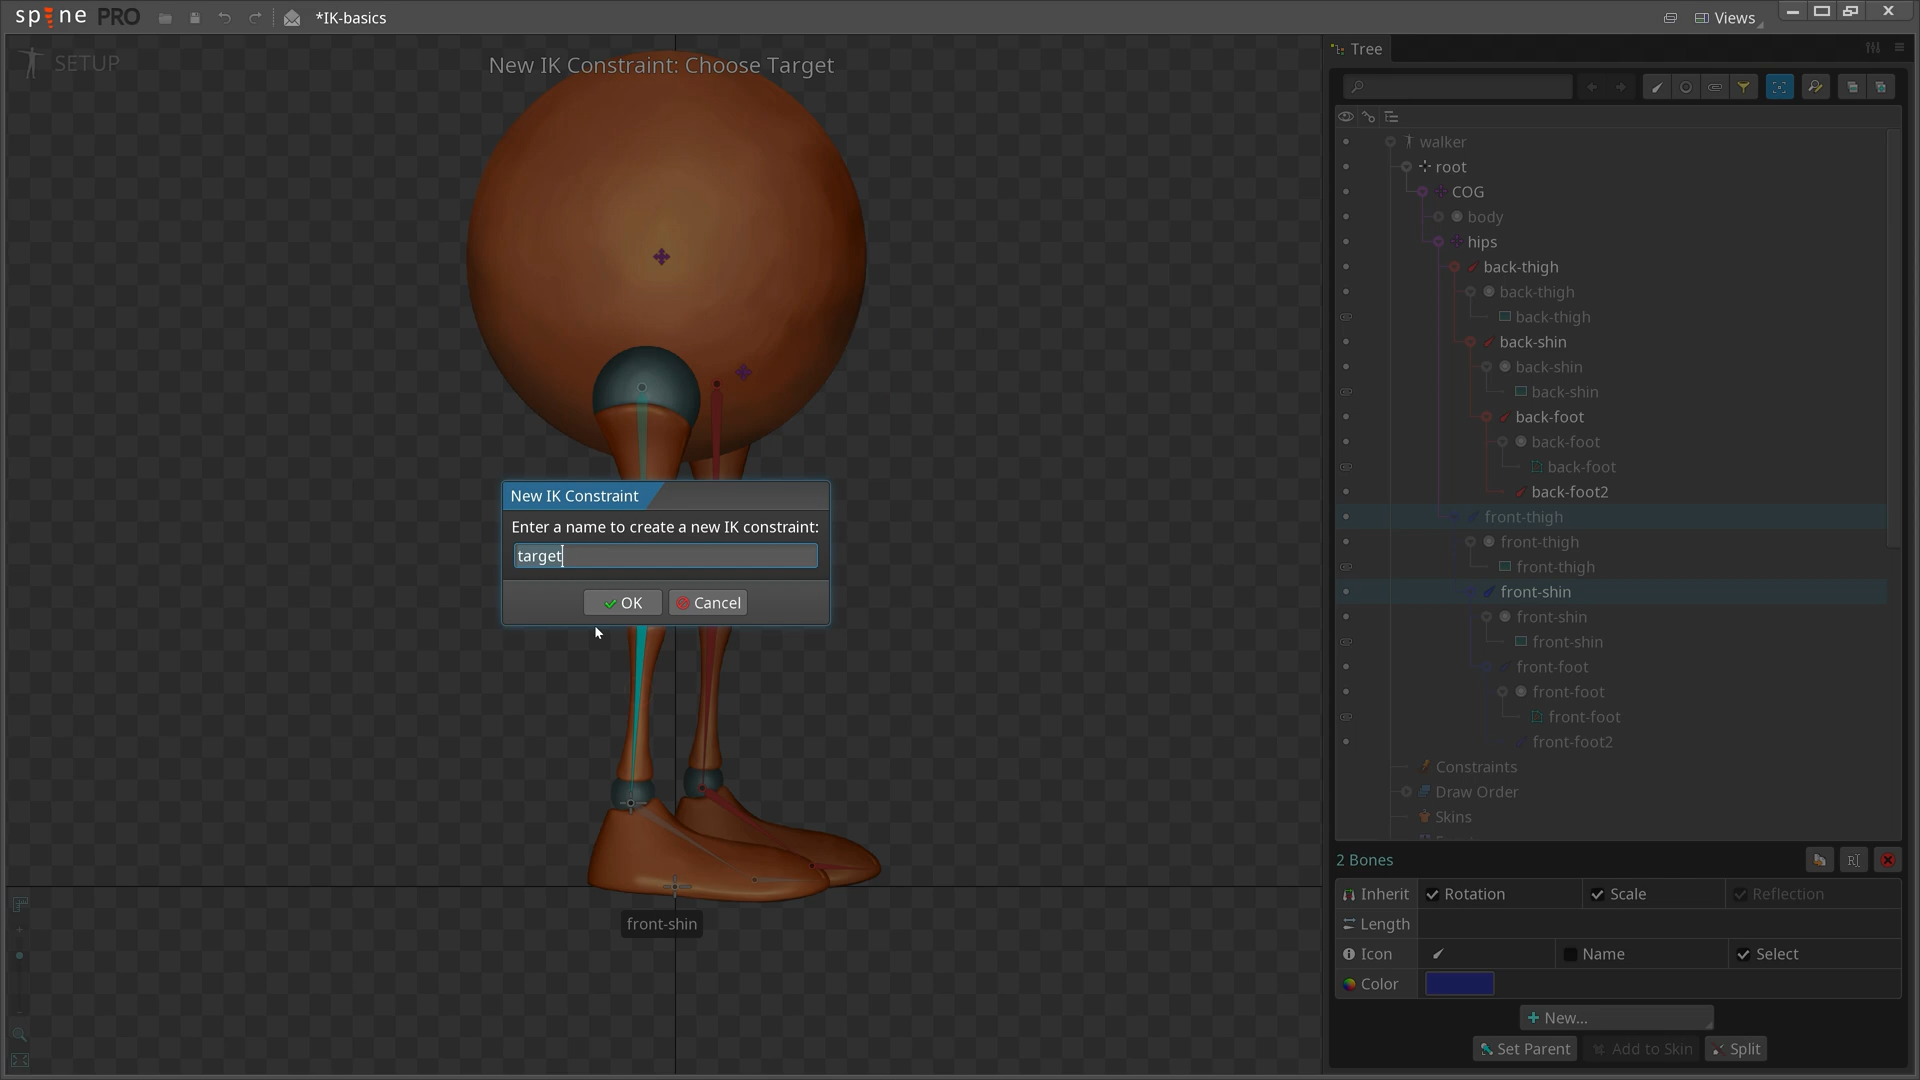 spine PRO
*IK-basics
Views
SETUP
New IK Constraint: Choose Target
Tree
walker
root
COG
body
hips
back-thigh
back-thigh
back-thigh
back-shin
back-shin
back-shin
back-foot
back-foot
back-foot
back-foot2
front-thigh
front-thigh
front-thigh
front-shin
front-shin
front-shin
front-foot
front-foot
front-foot
front-foot2
Constraints
Draw Order
Skins
New IK Constraint
Enter a name to create a new IK constraint:
target
OK
Cancel
front-shin
2 Bones
Inherit
Rotation
Scale
Reflection
Length
Icon
Name
Select
Color
New...
Set Parent
Add to Skin
Split